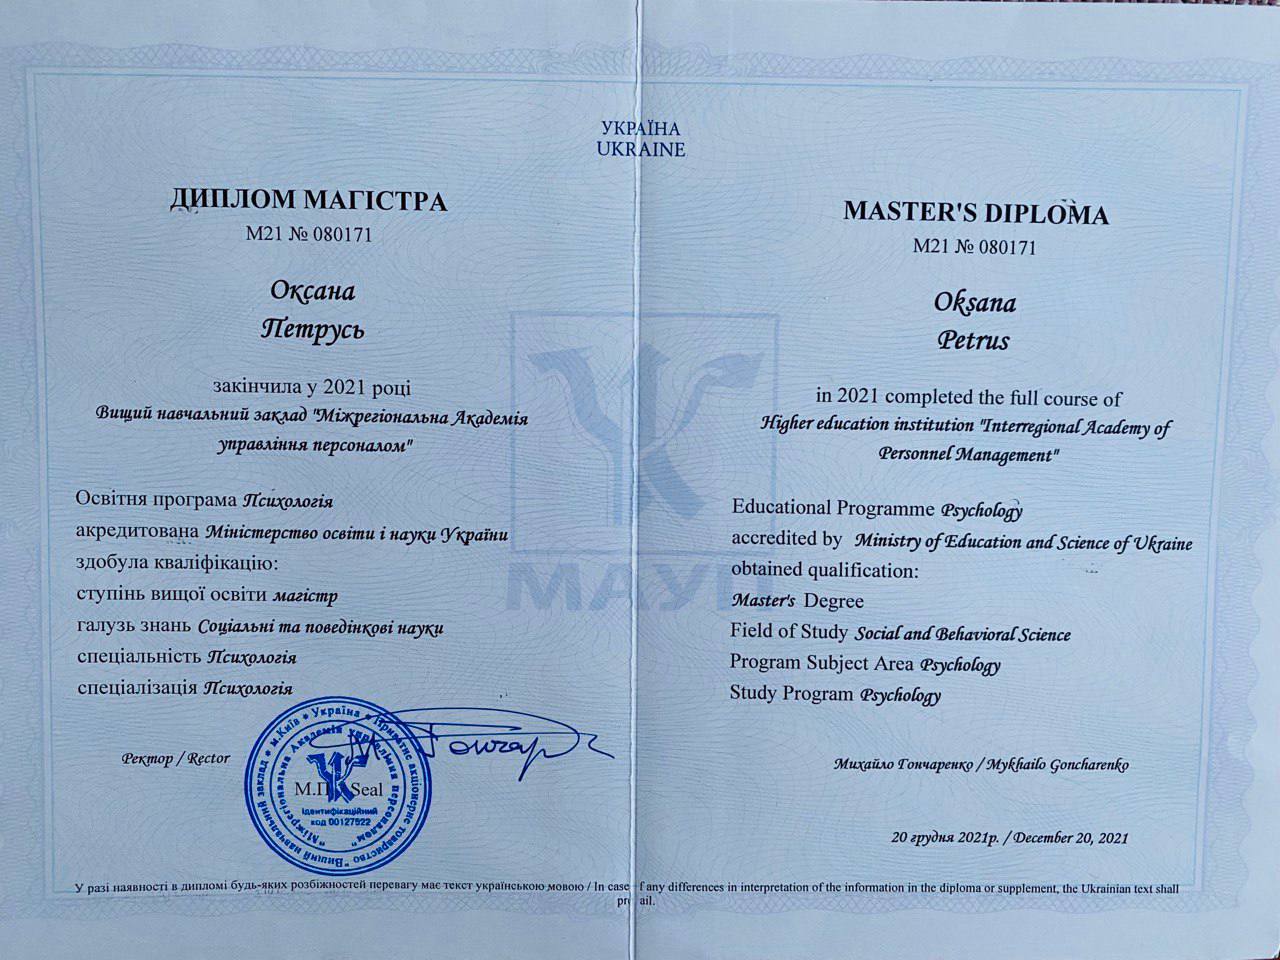 УКРАЇНА
UKRAINE
ДИПЛОМ МАГІСТРА
М21 № 080171
Оксана
Петрусь
закінчила у 2021 році
Вищий навчальний заклад "Міжрегіональна Академія
управління персоналом"
Освітня програма Психологія
акредитована Міністерство освіти і науки України
здобула кваліфікацію:
ступінь вищої освіти магістр
галузь знань Соціальні та поведінкові науки
спеціальність Психологія
спеціалізація Психологія
Ректор / Rector
М.П. Seal
м.Київ * Україна * Приватне акціонерне товариство "Вищий навчальний заклад
"Міжрегіональна Академія управління персоналом"
Ідентифікаційний
код 00127522
MASTER'S DIPLOMA
М21 № 080171
Oksana
Petrus
in 2021 completed the full course of
Higher education institution "Interregional Academy of
Personnel Management"
Educational Programme Psychology
accredited by Ministry of Education and Science of Ukraine
obtained qualification:
Master's Degree
Field of Study Social and Behavioral Science
Program Subject Area Psychology
Study Program Psychology
Михайло Гончаренко / Mykhailo Goncharenko
20 грудня 2021р. / December 20, 2021
МАУП
У разі наявності в дипломі будь-яких розбіжностей перевагу має текст українською мовою / In case of any differences in interpretation of the information in the diploma or supplement, the Ukrainian text shall
prevail.